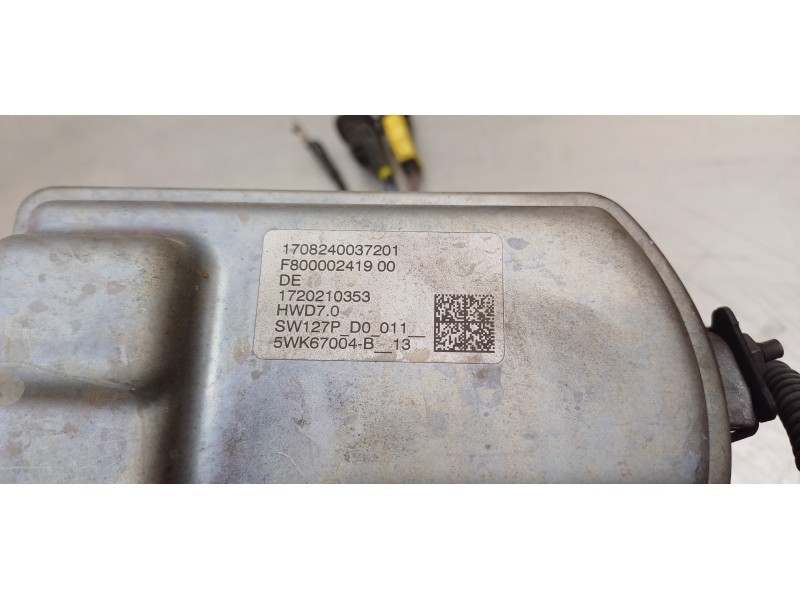 1708240037201
F800002419 00
DE
1720210353
HWD7.0
SW127P_D0_011__
5WK67004-B__13